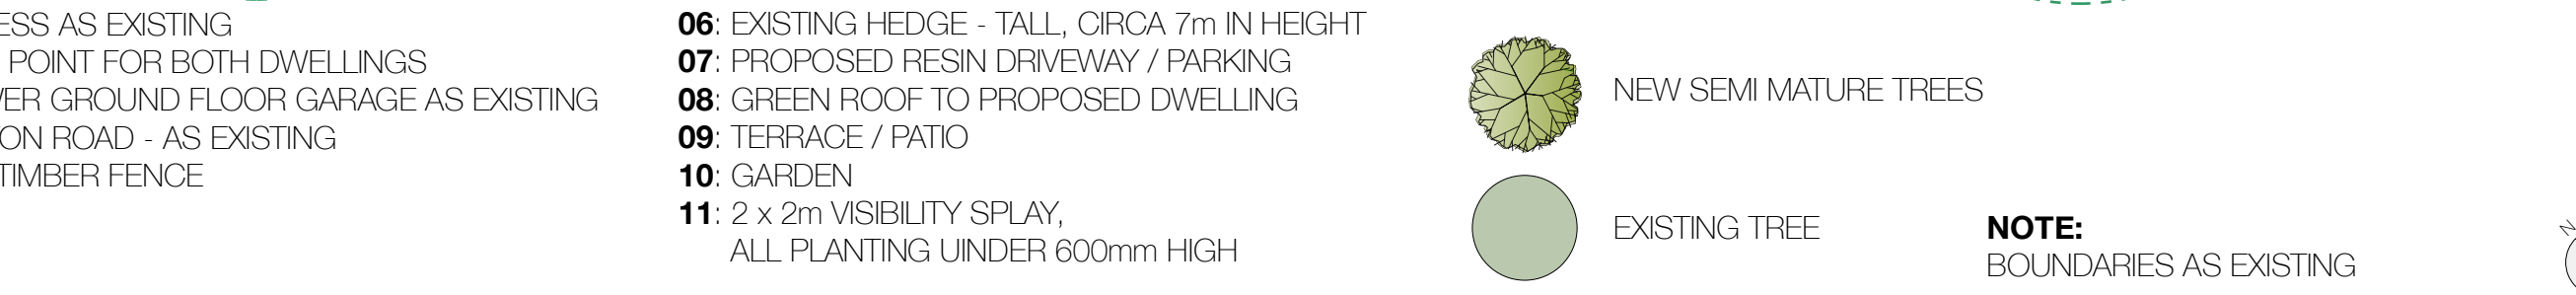 ESS AS EXISTING
POINT FOR BOTH DWELLINGS
ER GROUND FLOOR GARAGE AS EXISTING
ON ROAD - AS EXISTING
TIMBER FENCE
06: EXISTING HEDGE - TALL, CIRCA 7m IN HEIGHT
07: PROPOSED RESIN DRIVEWAY / PARKING
08: GREEN ROOF TO PROPOSED DWELLING
09: TERRACE / PATIO
10: GARDEN
11: 2 x 2m VISIBILITY SPLAY,
ALL PLANTING UINDER 600mm HIGH
NEW SEMI MATURE TREES
EXISTING TREE
NOTE:
BOUNDARIES AS EXISTING
N